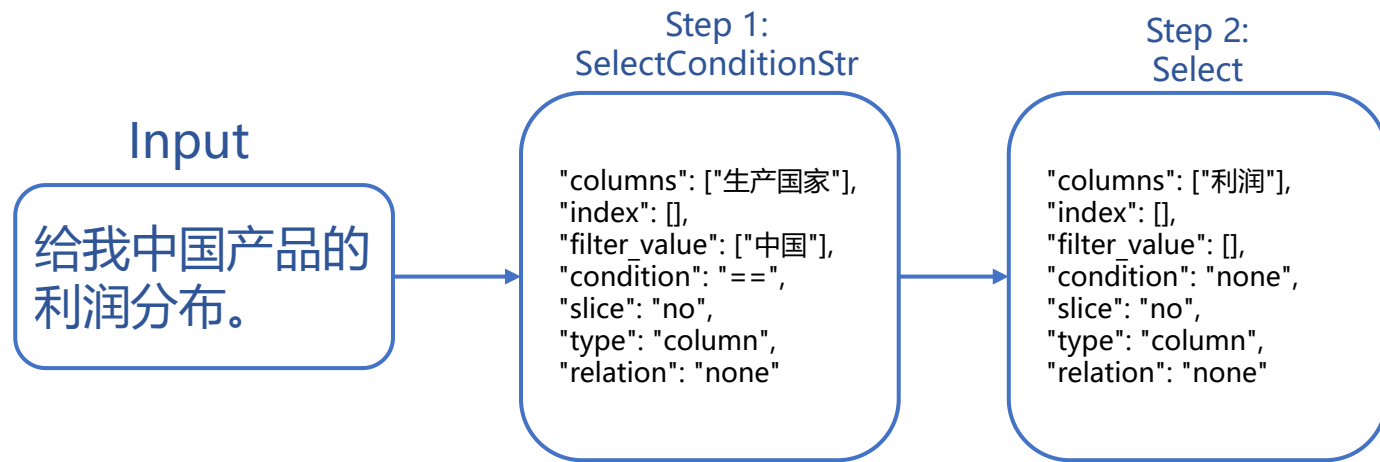 Input
给我中国产品的
利润分布。
Step 1:
SelectConditionStr
"columns": ["生产国家"],
"index": [],
"filter_value": ["中国"],
"condition": "==",
"slice": "no",
"type": "column",
"relation": "none"
Step 2:
Select
"columns": ["利润"],
"index": [],
"filter_value": [],
"condition": "none",
"slice": "no",
"type": "column",
"relation": "none"